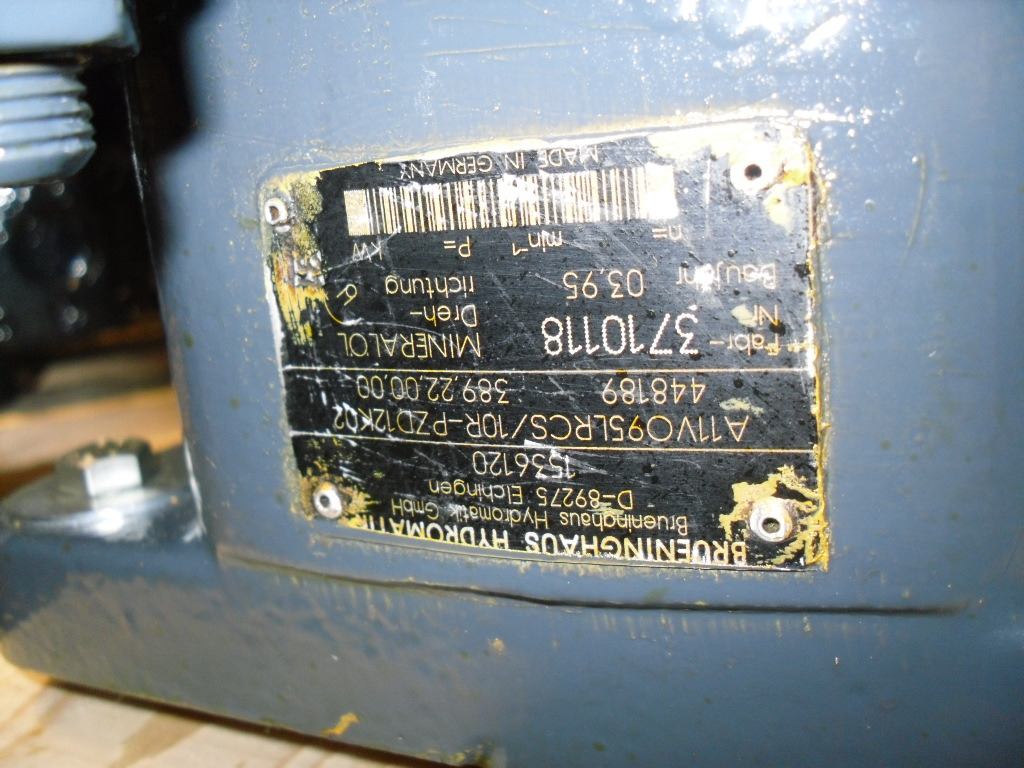 BRUENINGHAUS HYDROMATIK
Brueninghaus Hydromatik GmbH
D-89275 Elchingen
1536120
A11VO95LRCS/10R-PZD12K02
448189 389.22.00.00
Fabr-Nr. 3710118 MINERALÖL
Baujahr 03.95 Dreh-richtung
n= min-1 P= kW
MADE IN GERMANY